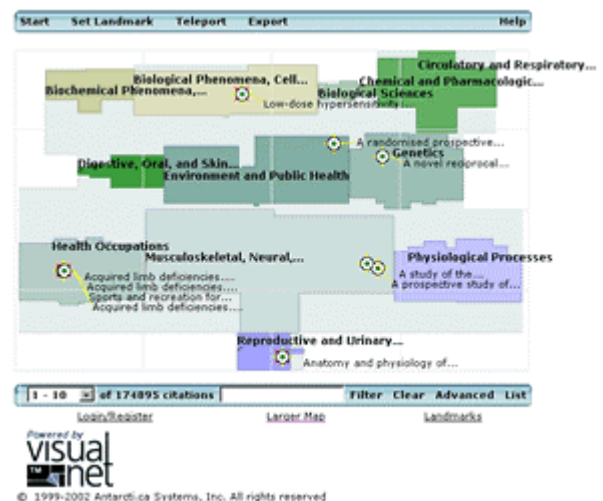 Start Set Landmark Teleport Export Help
Circulatory and Respiratory...
Biological Phenomena, Cell...
Chemical and Pharmacologic...
Biochemical Phenomena,...
Biological Sciences
Low-dose hypersensitivity...
A randomised prospective...
Genetics
Digestive, Oral, and Skin...
A novel reciprocal...
Environment and Public Health
Health Occupations
Musculoskeletal, Neural,...
Physiological Processes
Acquired limb deficiencies....
A study of the...
Acquired limb deficiencies....
A prospective study of...
Sports and recreation for...
Acquired limb deficiencies....
Reproductive and Urinary...
Anatomy and physiology of...
1 - 10 of 174895 citations Filter Clear Advanced List
Login/Register Larger Map Landmarks
Powered by
visual
TM net
© 1999-2002 Antarcti.ca Systems, Inc. All rights reserved